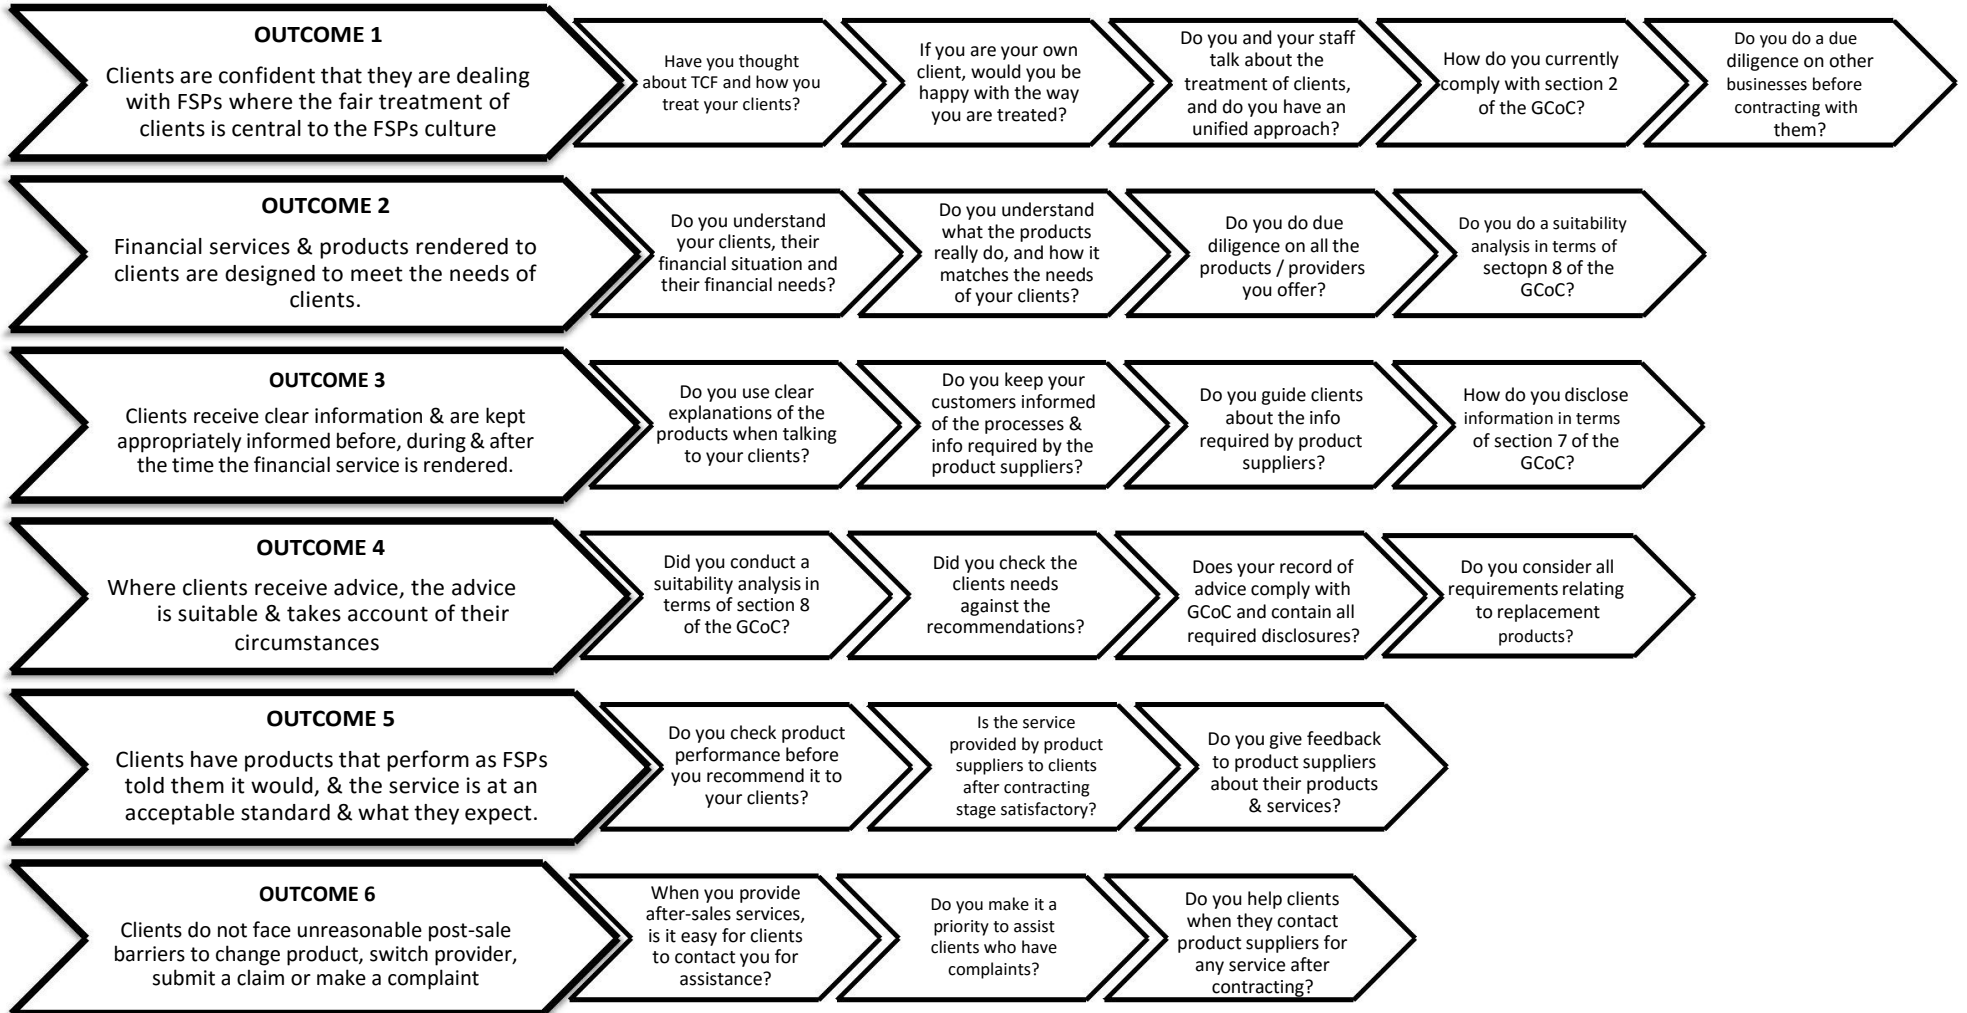 OUTCOME 1
Clients are confident that they are dealing
with FSPs where the fair treatment of
clients is central to the FSPs culture
Have you thought
about TCF and how you
treat your clients?
If you are your own
client, would you be
happy with the way
you are treated?
Do you and your staff
talk about the
treatment of clients,
and do you have an
unified approach?
How do you currently
comply with section 2
of the GCoC?
Do you do a due
diligence on other
businesses before
contracting with
them?
OUTCOME 2
Financial services & products rendered to
clients are designed to meet the needs of
clients.
Do you understand
your clients, their
financial situation and
their financial needs?
Do you understand
what the products
really do, and how it
matches the needs
of your clients?
Do you do due
diligence on all the
products / providers
you offer?
Do you do a suitability
analysis in terms of
sectopn 8 of the
GCoC?
OUTCOME 3
Clients receive clear information & are kept
appropriately informed before, during & after
the time the financial service is rendered.
Do you use clear
explanations of the
products when talking
to your clients?
Do you keep your
customers informed
of the processes &
info required by the
product suppliers?
Do you guide clients
about the info
required by product
suppliers?
How do you disclose
information in terms
of section 7 of the
GCoC?
OUTCOME 4
Where clients receive advice, the advice
is suitable & takes account of their
circumstances
Did you conduct a
suitability analysis in
terms of section 8
of the GCoC?
Did you check the
clients needs
against the
recommendations?
Does your record of
advice comply with
GCoC and contain all
required disclosures?
Do you consider all
requirements relating
to replacement
products?
OUTCOME 5
Clients have products that perform as FSPs
told them it would, & the service is at an
acceptable standard & what they expect.
Do you check product
performance before
you recommend it to
your clients?
Is the service
provided by product
suppliers to clients
after contracting
stage satisfactory?
Do you give feedback
to product suppliers
about their products
& services?
OUTCOME 6
Clients do not face unreasonable post-sale
barriers to change product, switch provider,
submit a claim or make a complaint
When you provide
after-sales services,
is it easy for clients
to contact you for
assistance?
Do you make it a
priority to assist
clients who have
complaints?
Do you help clients
when they contact
product suppliers for
any service after
contracting?